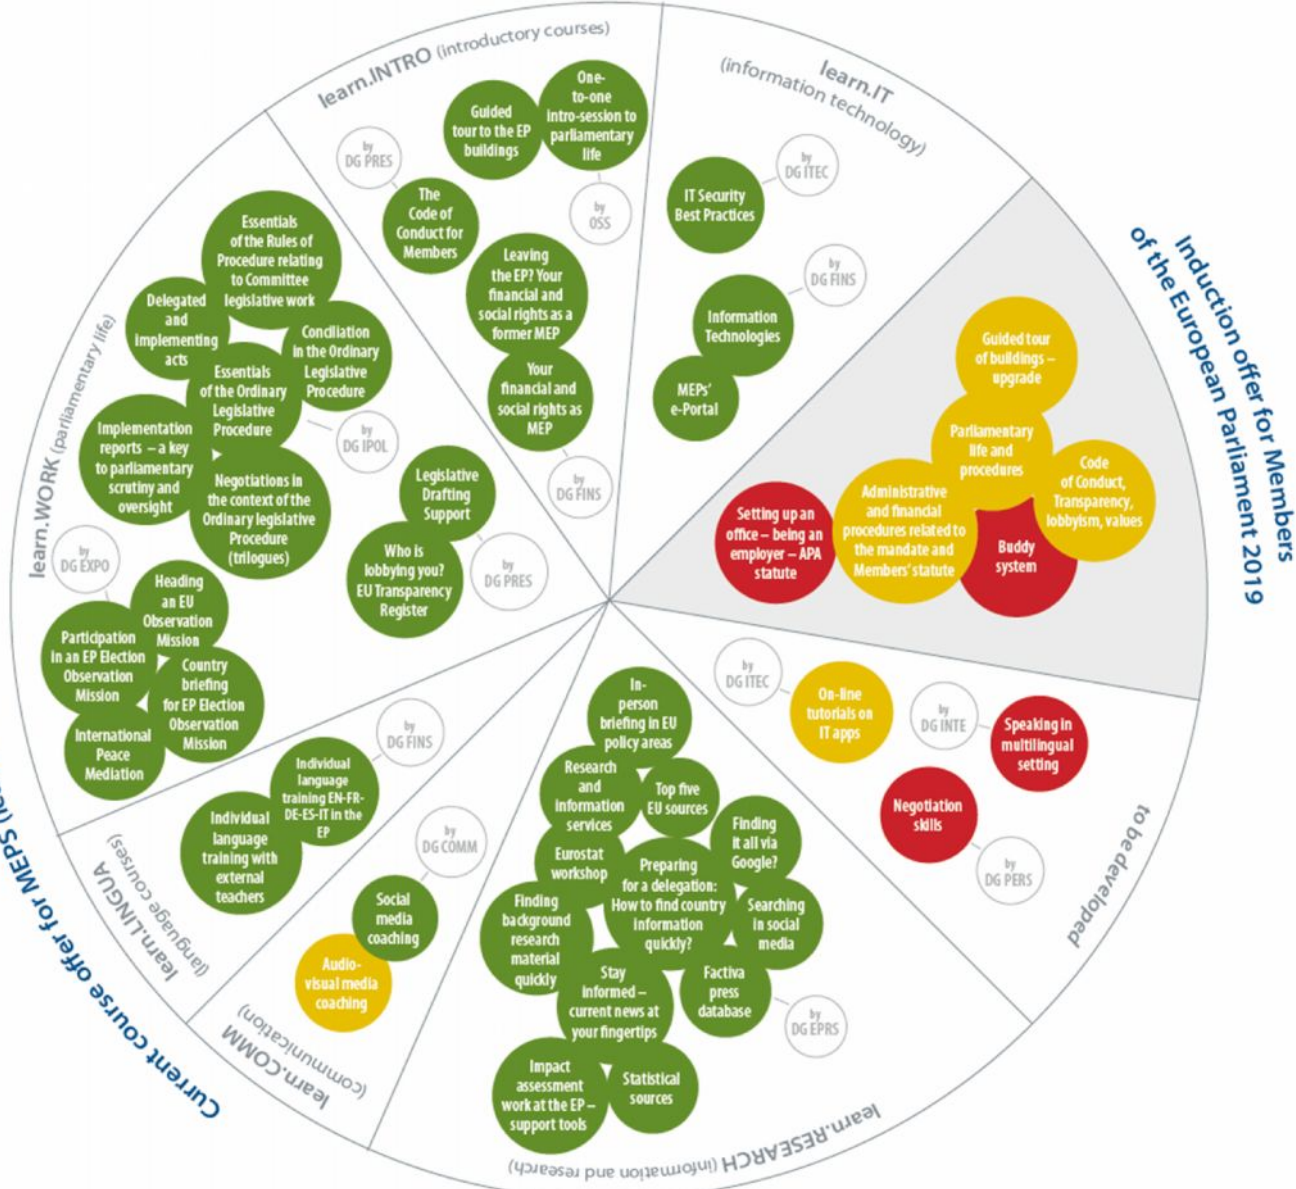 learn.INTRO (introductory courses)
by
DG PRES
Guided
tour to the EP
buildings
One-
to-one
intro-session to
parliamentary
life
by
OSS
The
Code of
Conduct for
Members
Leaving
the EP? Your
financial and
social rights as a
former MEP
Your
financial and
social rights as
MEP
by
DG FINS
learn.IT
(information technology)
by
DG ITEC
IT Security
Best Practices
by
DG FINS
Information
Technologies
MEPs'
e-Portal
Induction offer for Members
of the European Parliament 2019
Guided tour
of buildings –
upgrade
Parliamentary
life and
procedures
Code
of Conduct,
Transparency,
lobbyism, values
Administrative
and financial
procedures related to
the mandate and
Members' statute
Setting up an
office – being an
employer – APA
statute
Buddy
system
to be developed
by
DG ITEC
On-line
tutorials on
IT apps
by
DG INTE
Speaking in
multilingual
setting
Negotiation
skills
by
DG PERS
learn.RESEARCH (information and research)
In-
person
briefing in EU
policy areas
Research
and
information
services
Top five
EU sources
Finding
it all via
Google?
Eurostat
workshop
Preparing
for a delegation:
How to find country
information
quickly?
Finding
background
research
material
quickly
Searching
in social
media
Stay
informed –
current news at
your fingertips
Factiva
press
database
by
DG EPRS
Impact
assessment
work at the EP –
support tools
Statistical
sources
learn.COMM
(communication)
by
DG COMM
Social
media
coaching
Audio-
visual media
coaching
learn.LINGUA
(language courses)
by
DG FINS
Individual
language
training EN-FR-
DE-ES-IT in the
EP
Individual
language
training with
external
teachers
learn.WORK (parliamentary life)
Essentials
of the Rules of
Procedure relating
to Committee
legislative work
Delegated
and
implementing
acts
Conciliation
in the Ordinary
Legislative
Procedure
Essentials
of the Ordinary
Legislative
Procedure
by
DG IPOL
Implementation
reports – a key
to parliamentary
scrutiny and
oversight
Negotiations in
the context of the
Ordinary legislative
Procedure
(trilogues)
Legislative
Drafting
Support
Who is
lobbying you?
EU Transparency
Register
by
DG PRES
by
DG EXPO
Heading
an EU
Observation
Mission
Participation
in an EP Election
Observation
Mission
Country
briefing
for EP Election
Observation
Mission
International
Peace
Mediation
Current course offer for MEPS